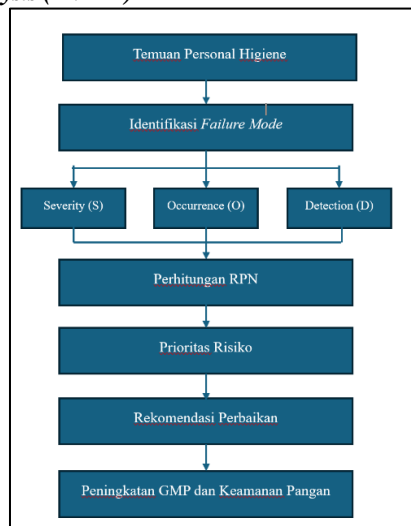 Temuan Personal Higiene
Identifikasi Failure Mode
Severity (S)
Occurrence (O)
Detection (D)
Perhitungan RPN
Prioritas Risiko
Rekomendasi Perbaikan
Peningkatan GMP dan Keamanan Pangan